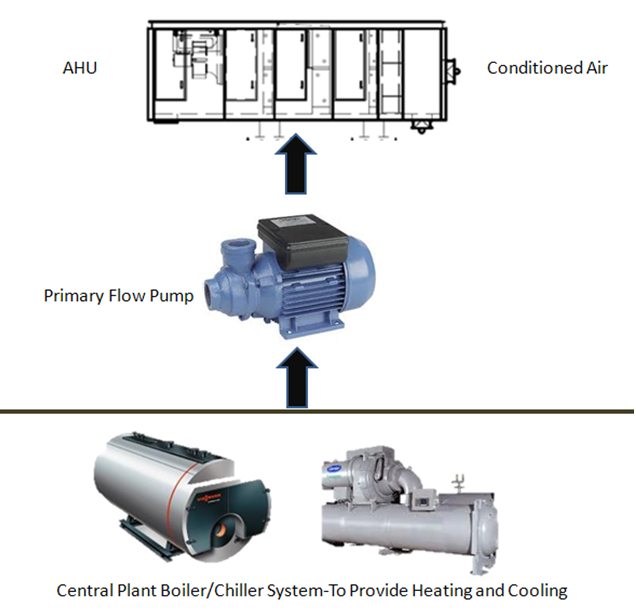 AHU
Conditioned Air
Primary Flow Pump
Central Plant Boiler/Chiller System-To Provide Heating and Cooling